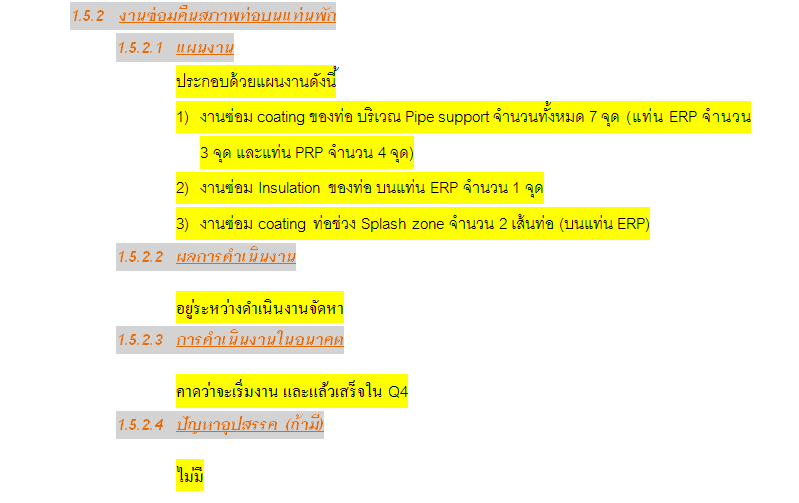 1.5.2 งานซ่อมคืนสภาพท่อบนแท่นพัก
1.5.2.1 แผนงาน
ประกอบด้วยแผนงานดังนี้
1) งานซ่อม coating ของท่อ บริเวณ Pipe support จำนวนทั้งหมด 7 จุด (แท่น ERP จำนวน
3 จุด และแท่น PRP จำนวน 4 จุด)
2) งานซ่อม Insulation ของท่อ บนแท่น ERP จำนวน 1 จุด
3) งานซ่อม coating ท่อช่วง Splash zone จำนวน 2 เส้นท่อ (บนแท่น ERP)
1.5.2.2 ผลการดำเนินงาน
อยู่ระหว่างดำเนินงานจัดหา
1.5.2.3 การดำเนินงานในอนาคต
คาดว่าจะเริ่มงาน และแล้วเสร็จใน Q4
1.5.2.4 ปัญหาอุปสรรค (ถ้ามี)
ไม่มี